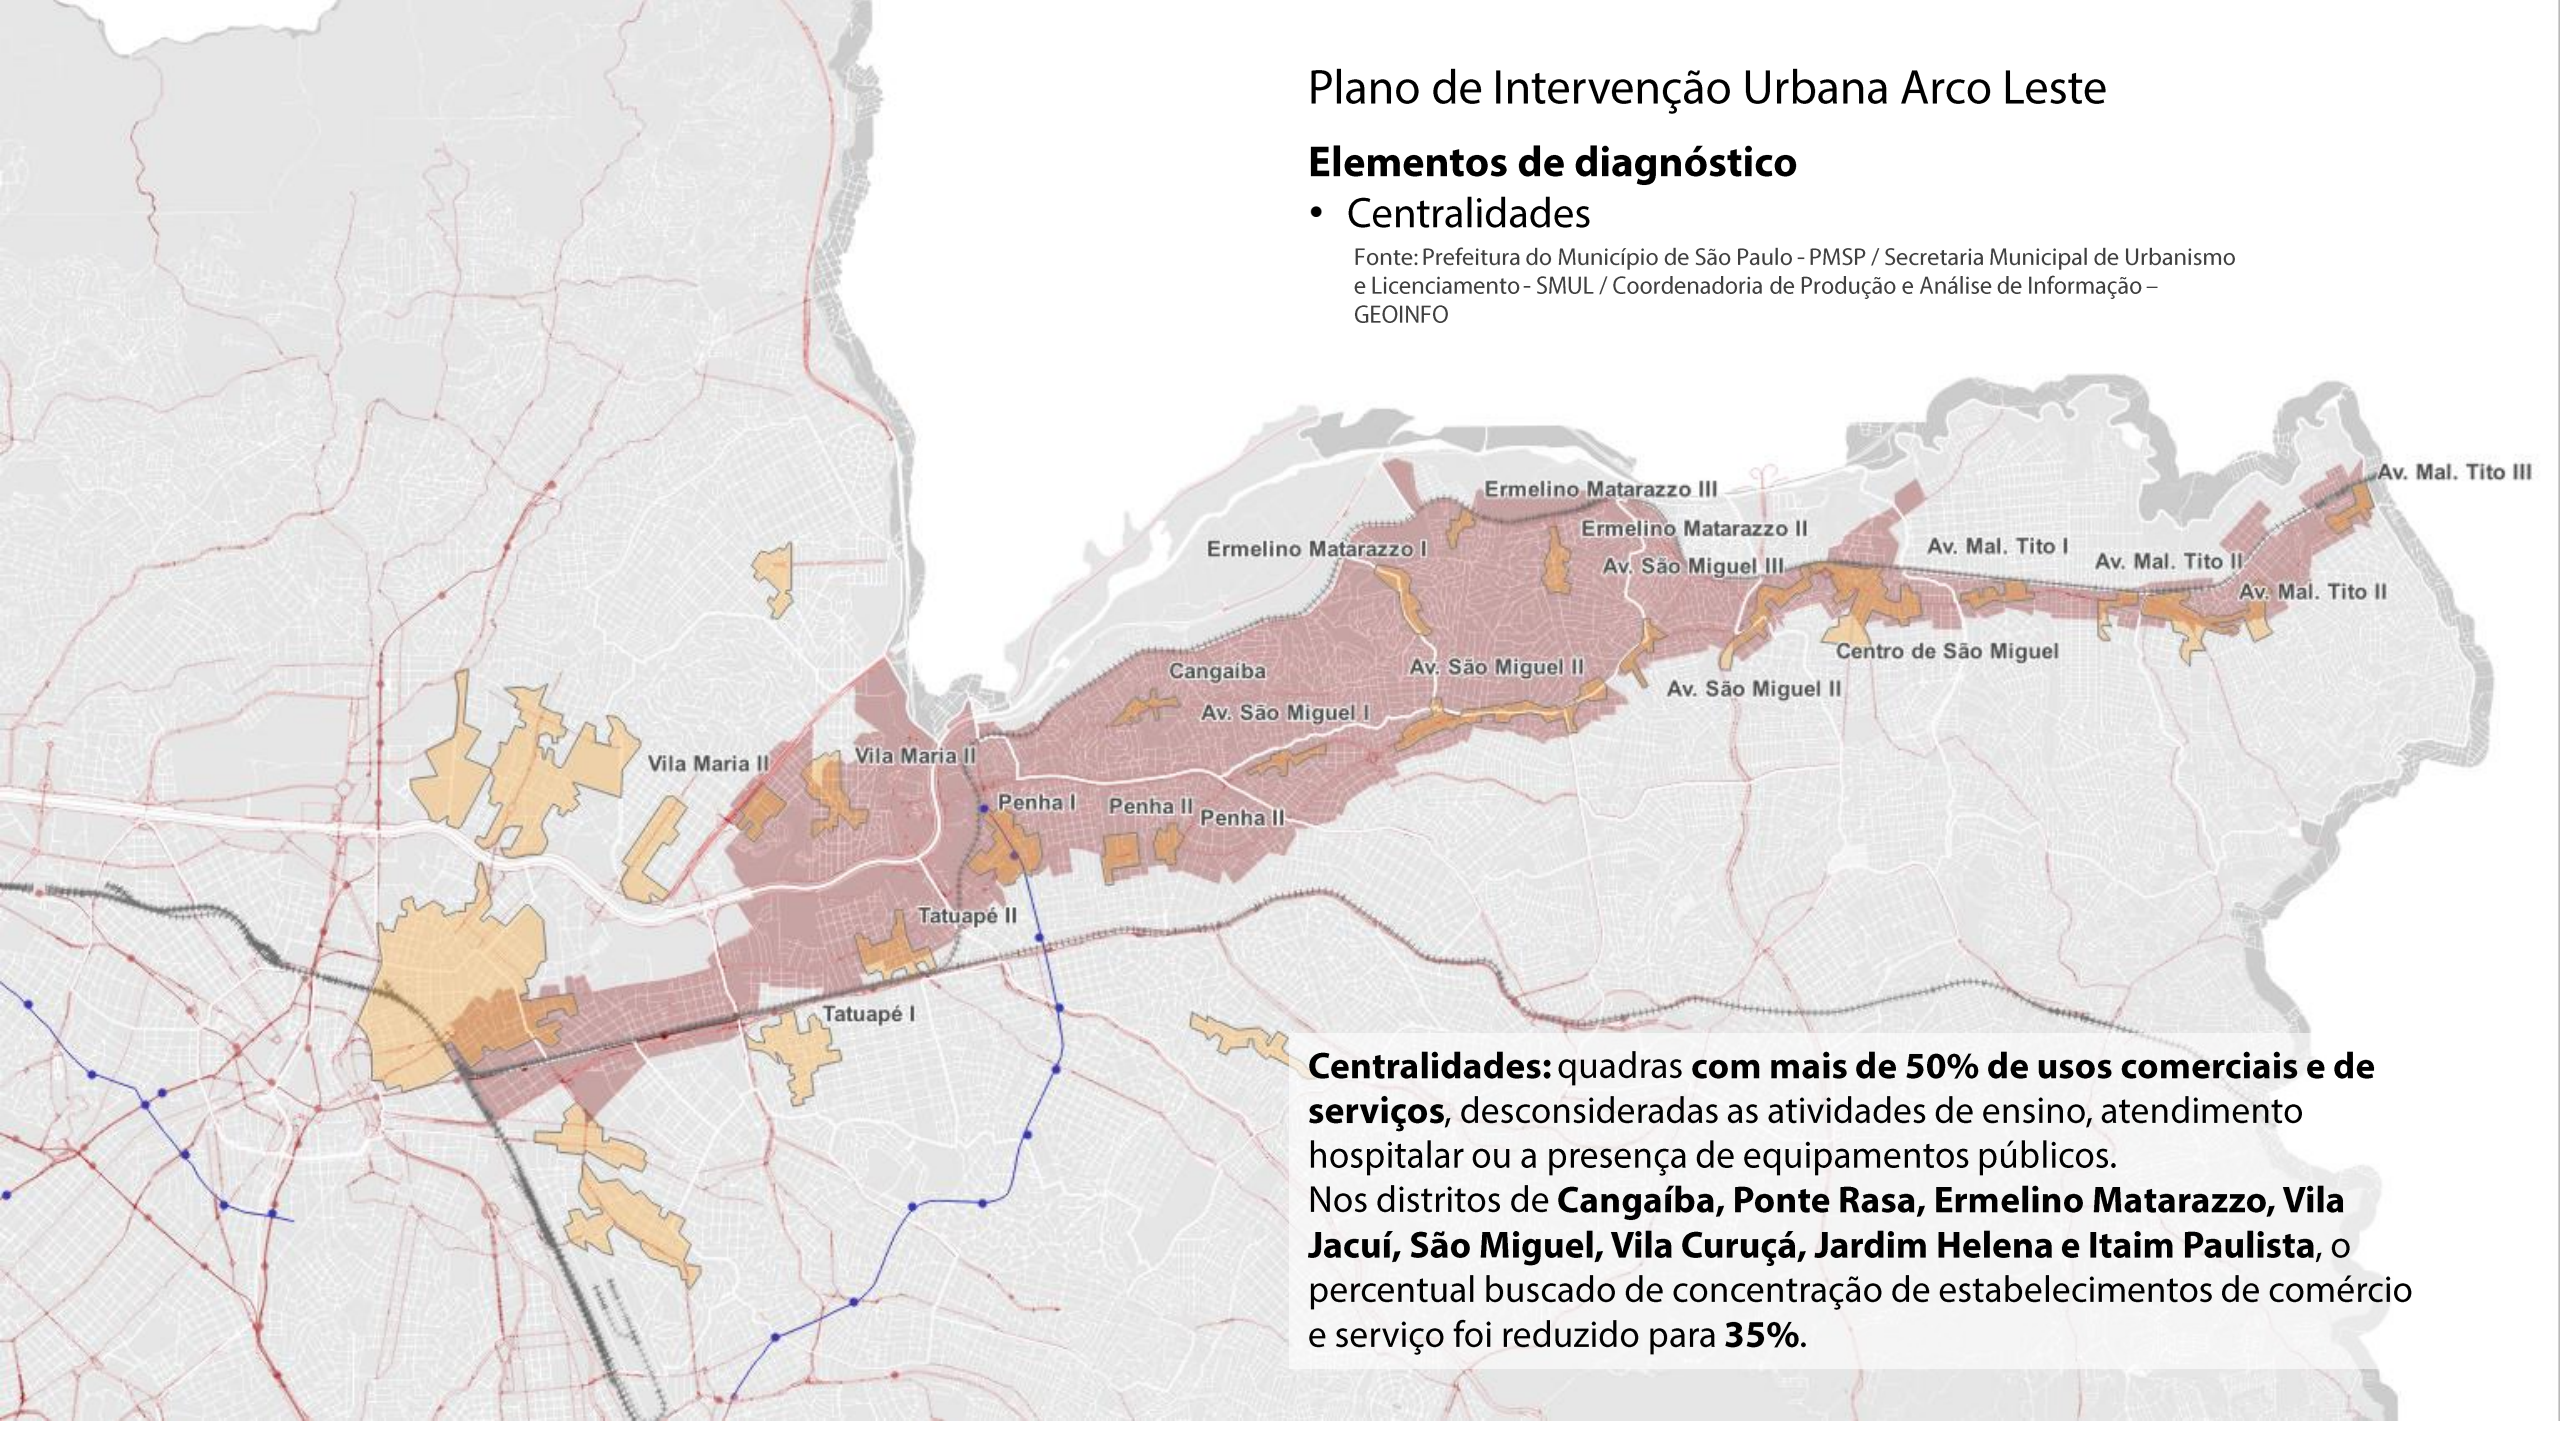 Plano de Intervenção Urbana Arco Leste
Elementos de diagnóstico
• Centralidades
Fonte: Prefeitura do Município de São Paulo - PMSP / Secretaria Municipal de Urbanismo
e Licenciamento - SMUL / Coordenadoria de Produção e Análise de Informação –
GEOINFO
Av. Mal. Tito III
Ermelino Matarazzo III
Ermelino Matarazzo II
Ermelino Matarazzo I
Av. Mal. Tito I
Av. Mal. Tito II
Av. São Miguel III
Av. Mal. Tito II
Centro de São Miguel
Cangaíba
Av. São Miguel II
Av. São Miguel II
Av. São Miguel I
Vila Maria II
Vila Maria II
Penha I
Penha II
Penha II
Tatuapé II
Tatuapé I
Centralidades: quadras com mais de 50% de usos comerciais e de
serviços, desconsideradas as atividades de ensino, atendimento
hospitalar ou a presença de equipamentos públicos.
Nos distritos de Cangaíba, Ponte Rasa, Ermelino Matarazzo, Vila
Jacuí, São Miguel, Vila Curuçá, Jardim Helena e Itaim Paulista, o
percentual buscado de concentração de estabelecimentos de comércio
e serviço foi reduzido para 35%.